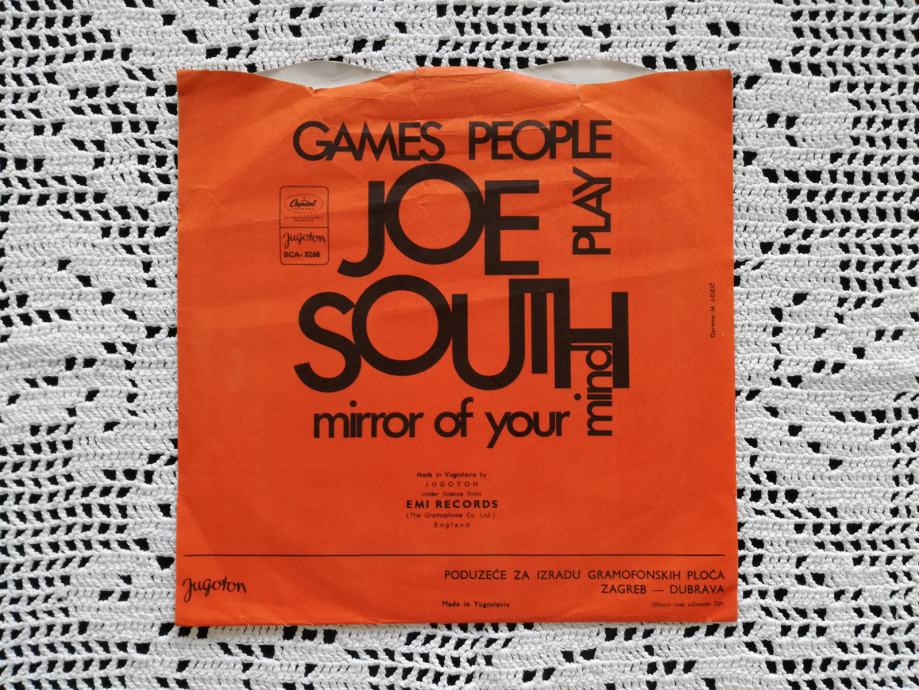 GAMES PEOPLE
PLAY
JOE
SOUTH
mirror of your
mind
Capitol
jugoton
SCA- 8268
Oprema: M. LOZIĆ
Made in Yugoslavia by
JUGOTON
under licence from
EMI RECORDS
(The Gramophone Co. Ltd.)
England
jugoton
PODUZEĆE ZA IZRADU GRAMOFONSKIH PLOČA
ZAGREB — DUBRAVA
Made in Yugoslavia